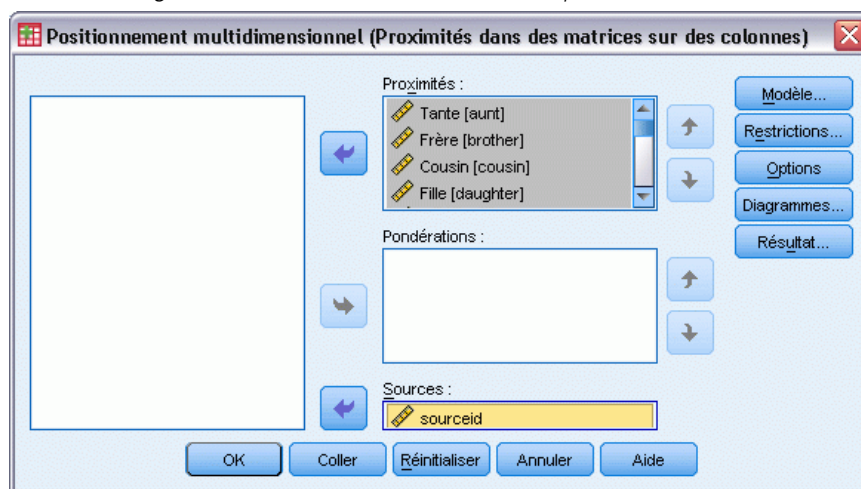 Positionnement multidimensionnel (Proximités dans des matrices sur des colonnes)
Proximités :
Tante [aunt]
Frère [brother]
Cousin [cousin]
Fille [daughter]
Pondérations :
Sources :
sourceid
Modèle...
Restrictions...
Options
Diagrammes...
Résultat...
OK
Coller
Réinitialiser
Annuler
Aide